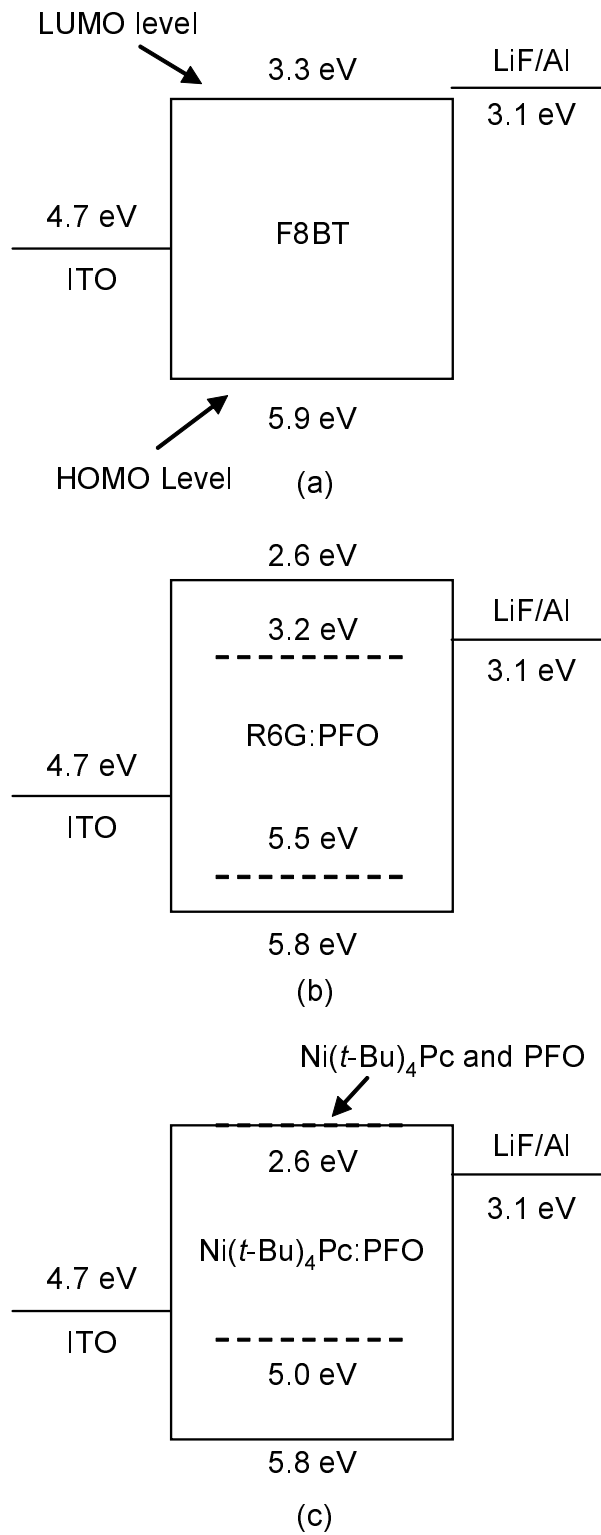 LUMO level
3.3 eV
LiF/Al
3.1 eV
4.7 eV
F8BT
ITO
5.9 eV
HOMO Level
(a)
2.6 eV
LiF/Al
3.2 eV
3.1 eV
R6G:PFO
4.7 eV
ITO
5.5 eV
5.8 eV
(b)
Ni(t-Bu)₄Pc and PFO
LiF/Al
2.6 eV
3.1 eV
Ni(t-Bu)₄Pc:PFO
4.7 eV
ITO
5.0 eV
5.8 eV
(c)